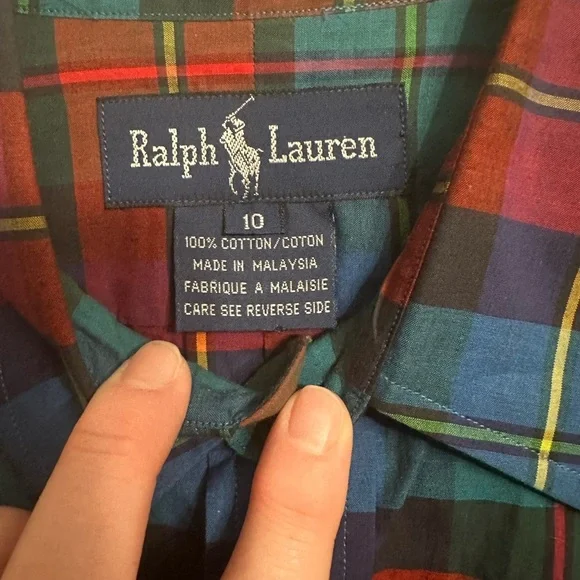 Ralph Lauren
10
100% COTTON/COTON
MADE IN MALAYSIA
FABRIQUE A MALAISIE
CARE SEE REVERSE SIDE